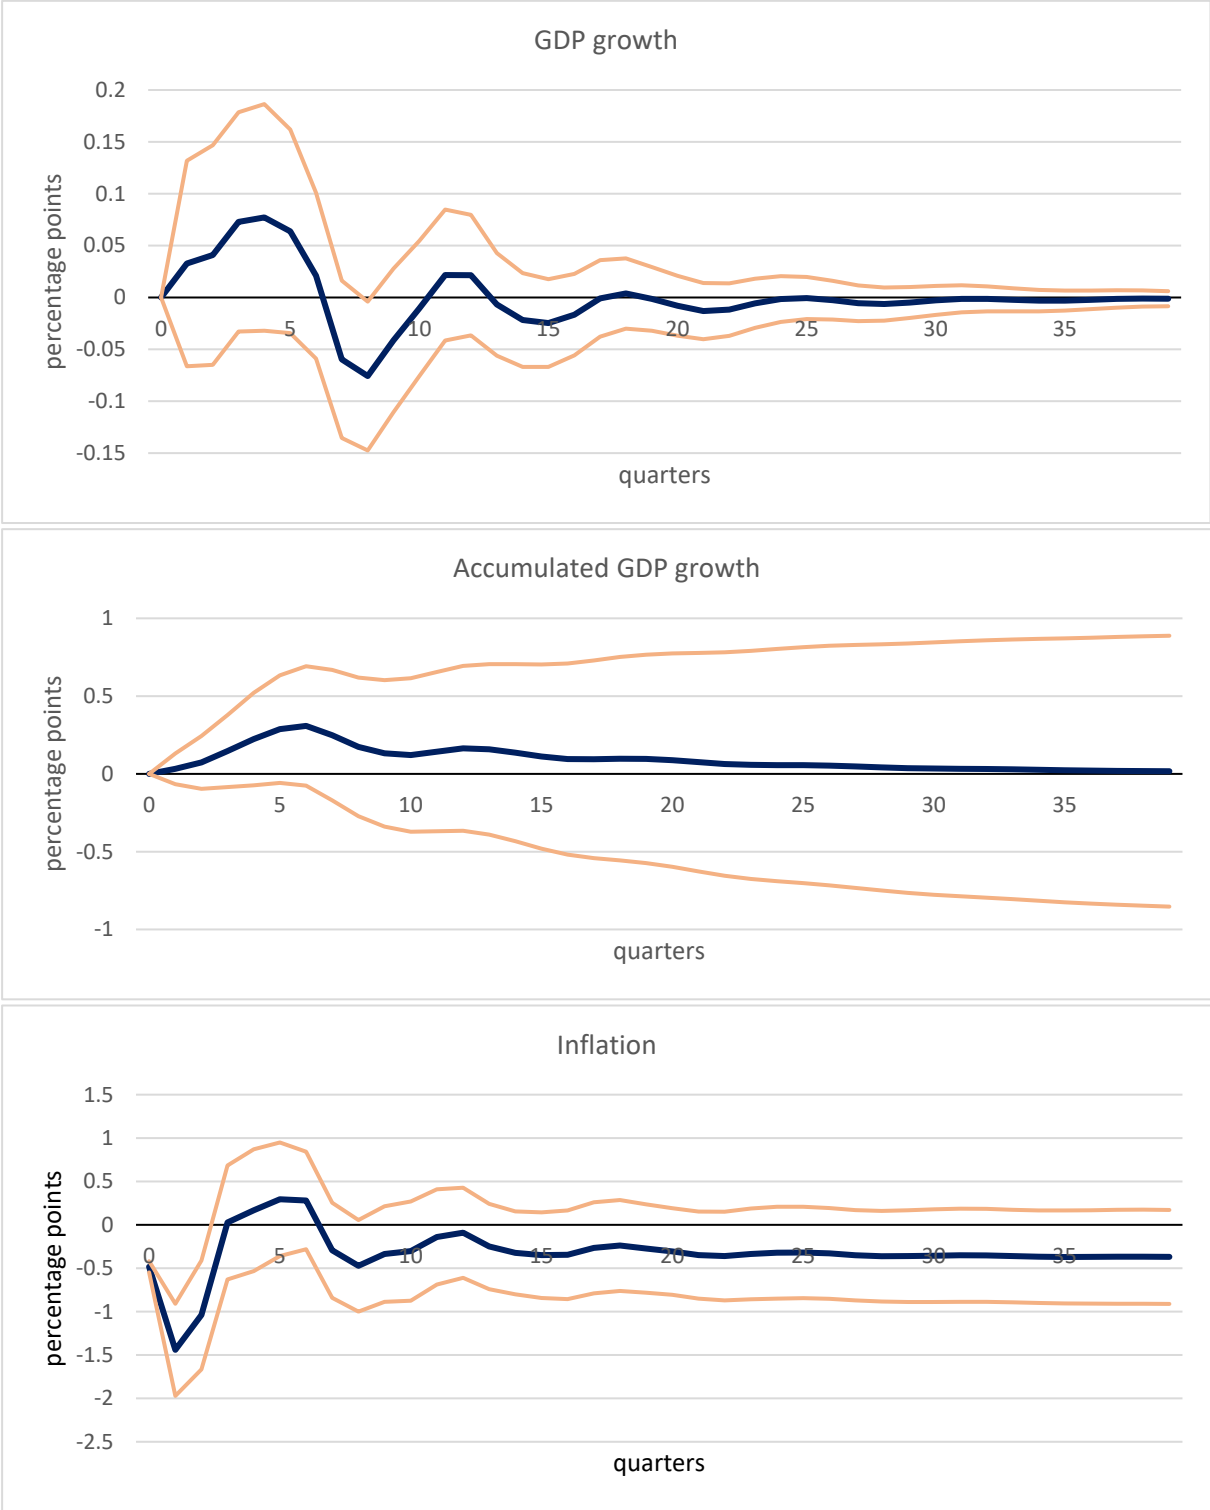 GDP growth
percentage points
0.2
0.15
0.1
0.05
0
-0.05
-0.1
-0.15
0 5 10 15 20 25 30 35
quarters
Accumulated GDP growth
percentage points
1
0.5
0
-0.5
-1
0 5 10 15 20 25 30 35
quarters
Inflation
percentage points
1.5
1
0.5
0
-0.5
-1
-1.5
-2
-2.5
0 5 10 15 20 25 30 35
quarters